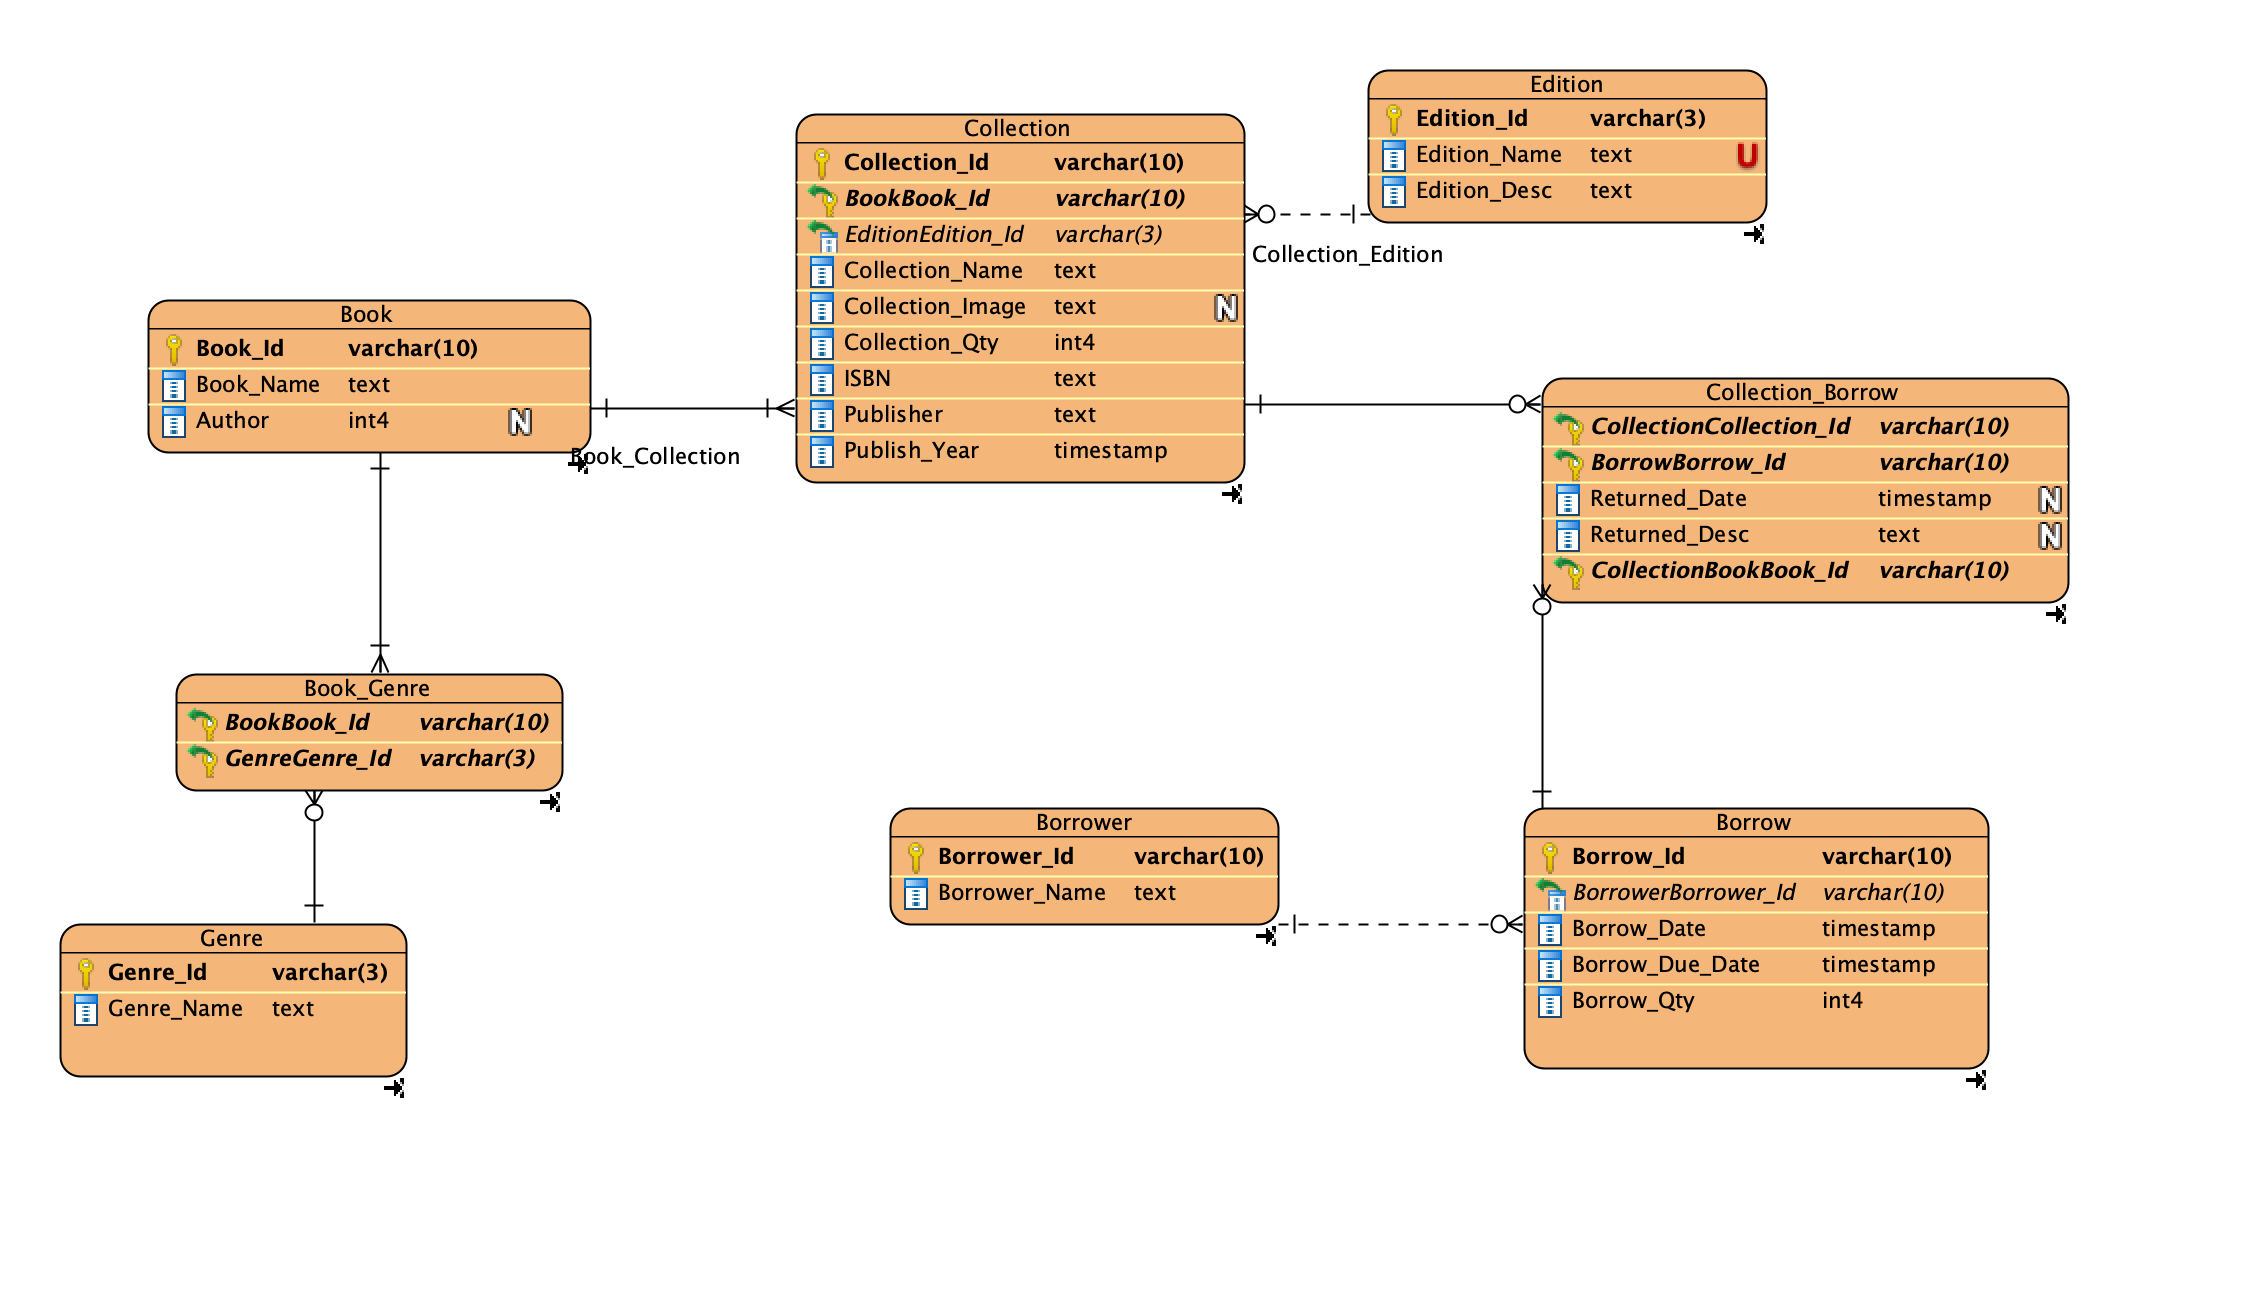 Edition
Edition_Id varchar(3)
Edition_Name text U
Edition_Desc text
Collection
Collection_Id varchar(10)
BookBook_Id varchar(10)
EditionEdition_Id varchar(3)
Collection_Name text
Collection_Image text N
Collection_Qty int4
ISBN text
Publisher text
Publish_Year timestamp
Collection_Edition
Book
Book_Id varchar(10)
Book_Name text
Author int4 N
Book_Collection
Collection_Borrow
CollectionCollection_Id varchar(10)
BorrowBorrow_Id varchar(10)
Returned_Date timestamp N
Returned_Desc text N
CollectionBookBook_Id varchar(10)
Book_Genre
BookBook_Id varchar(10)
GenreGenre_Id varchar(3)
Borrower
Borrower_Id varchar(10)
Borrower_Name text
Borrow
Borrow_Id varchar(10)
BorrowerBorrower_Id varchar(10)
Borrow_Date timestamp
Borrow_Due_Date timestamp
Borrow_Qty int4
Genre
Genre_Id varchar(3)
Genre_Name text